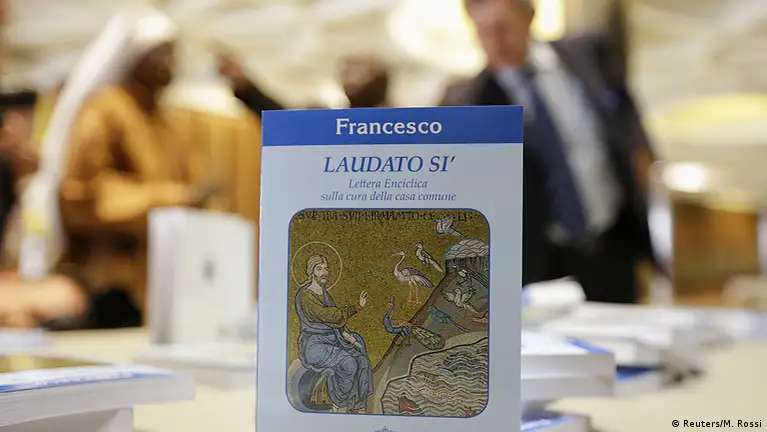 Francesco
LAUDATO SI’
Lettera Enciclica
sulla cura della casa comune
© Reuters/M. Rossi